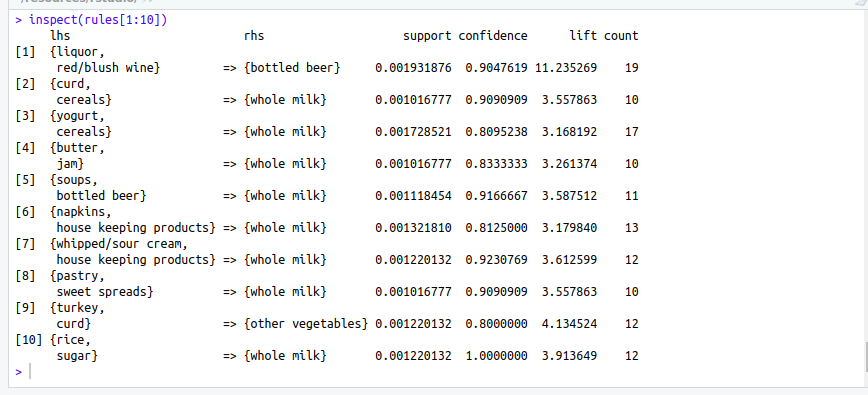 > inspect(rules[1:10])
     lhs                        rhs                    support confidence      lift count
[1]  {liquor,
      red/blush wine}        => {bottled beer}     0.001931876  0.9047619 11.235269    19
[2]  {curd,
      cereals}               => {whole milk}       0.001016777  0.9090909  3.557863    10
[3]  {yogurt,
      cereals}               => {whole milk}       0.001728521  0.8095238  3.168192    17
[4]  {butter,
      jam}                   => {whole milk}       0.001016777  0.8333333  3.261374    10
[5]  {soups,
      bottled beer}          => {whole milk}       0.001118454  0.9166667  3.587512    11
[6]  {napkins,
      house keeping products} => {whole milk}       0.001321810  0.8125000  3.179840    13
[7]  {whipped/sour cream,
      house keeping products} => {whole milk}       0.001220132  0.9230769  3.612599    12
[8]  {pastry,
      sweet spreads}         => {whole milk}       0.001016777  0.9090909  3.557863    10
[9]  {turkey,
      curd}                  => {other vegetables} 0.001220132  0.8000000  4.134524    12
[10] {rice,
      sugar}                 => {whole milk}       0.001220132  1.0000000  3.913649    12
>